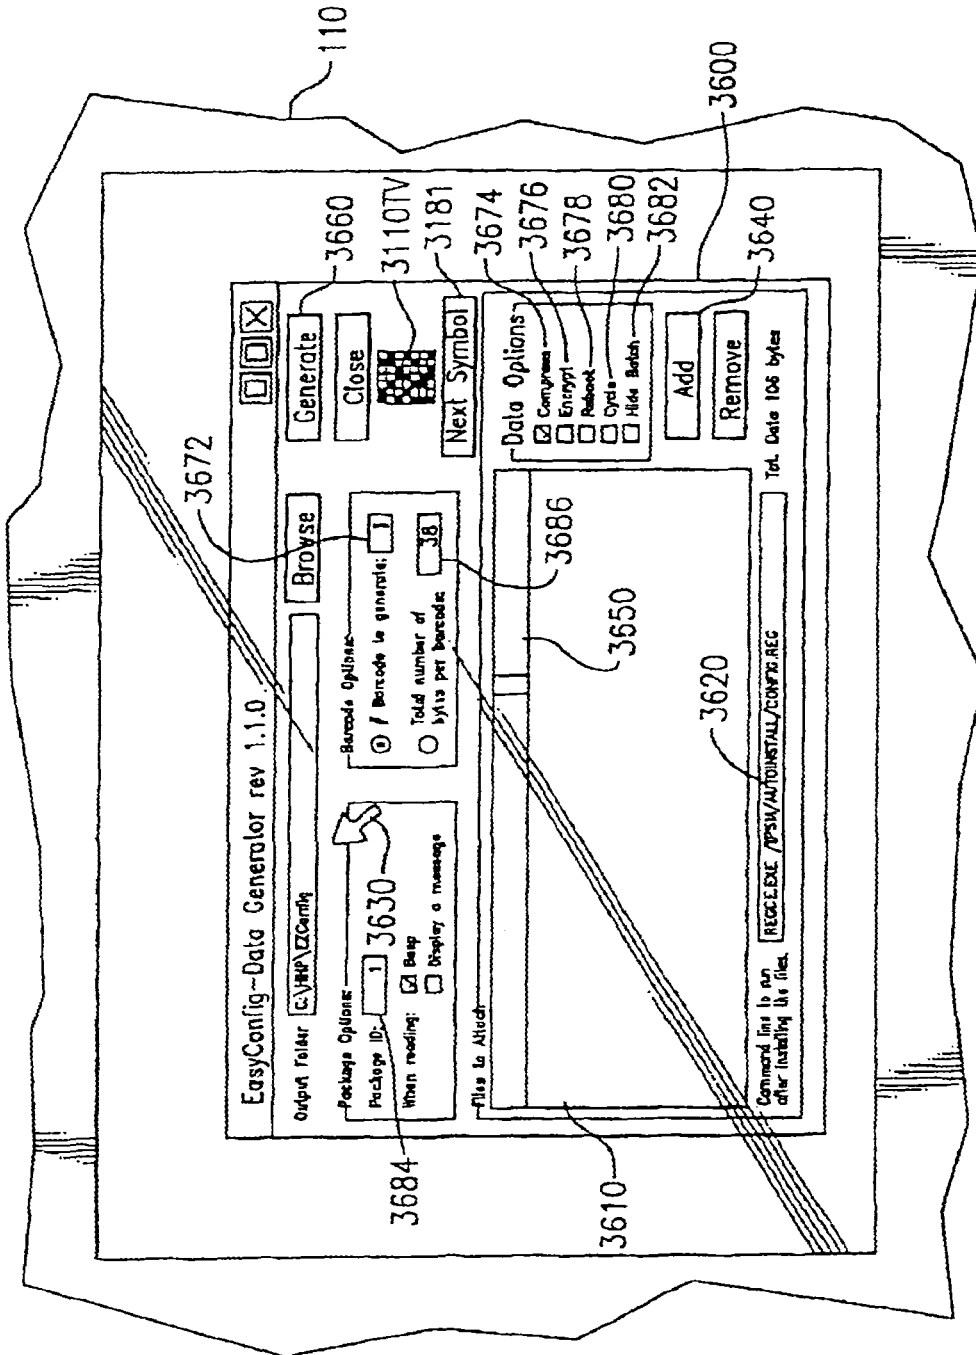 110
3600
EasyConfig~Data Generator rev 1.1.0
Output Folder C:\HHP\EZConfig Browse
Generate
3660
Close
3110TV
Next Symbol
3181
3672
Package Options:
Package ID: 1
3630
When reading:
Beep
Display a message
3684
Barcode Options:
/ Barcode to generate: 1
Total number of
bytes per barcode: 38
3686
Files to Attach
3650
3610
Data Options
Compress
3674
Encrypt
3676
Reboot
3678
Cycle
3680
Hide Batch
3682
Add
3640
Remove
Command line to run
after installing the files.
REGCE.EXE /IPSM/AUTOINSTALL/CONFIG.REG
3620
Tot. Data 106 bytes